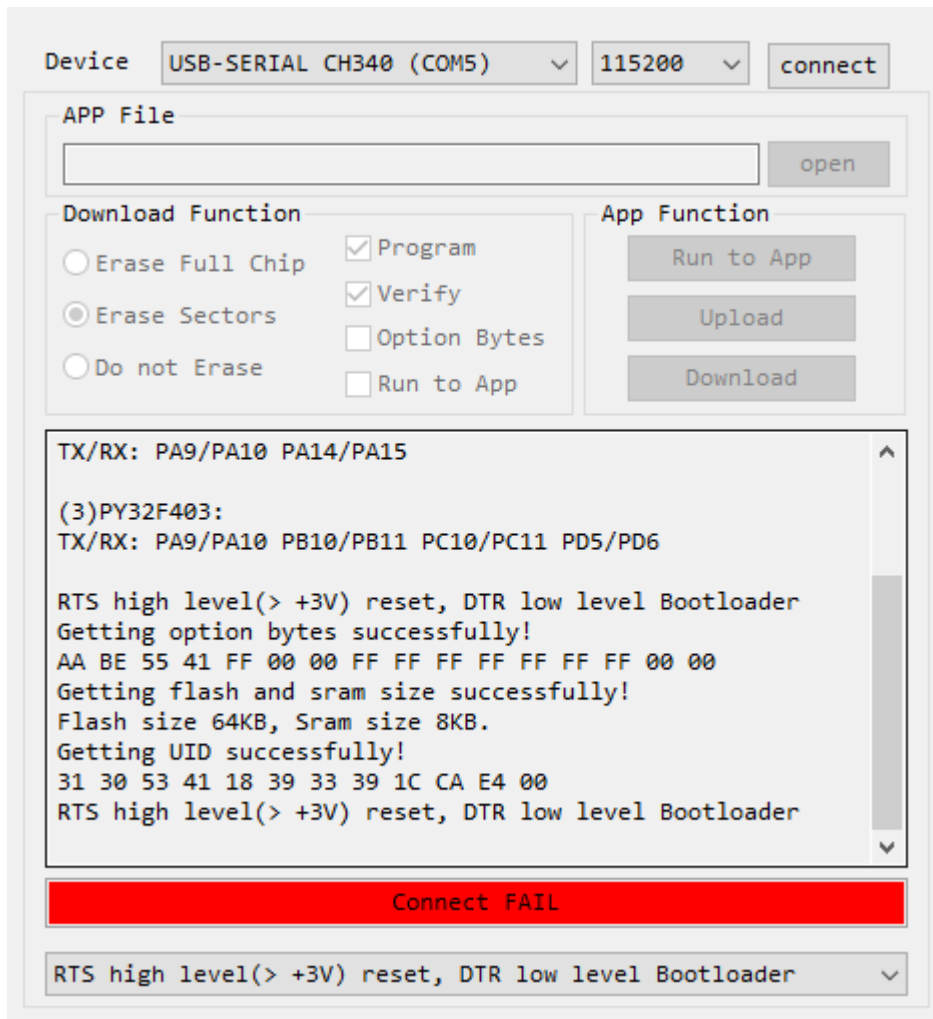 Device USB-SERIAL CH340 (COM5) 115200 connect
APP File
open
Download Function
Erase Full Chip
Erase Sectors
Do not Erase
Program
Verify
Option Bytes
Run to App
App Function
Run to App
Upload
Download
TX/RX: PA9/PA10 PA14/PA15
(3)PY32F403:
TX/RX: PA9/PA10 PB10/PB11 PC10/PC11 PD5/PD6
RTS high level(> +3V) reset, DTR low level Bootloader
Getting option bytes successfully!
AA BE 55 41 FF 00 00 FF FF FF FF FF FF FF 00 00
Getting flash and sram size successfully!
Flash size 64KB, Sram size 8KB.
Getting UID successfully!
31 30 53 41 18 39 33 39 1C CA E4 00
RTS high level(> +3V) reset, DTR low level Bootloader
Connect FAIL
RTS high level(> +3V) reset, DTR low level Bootloader